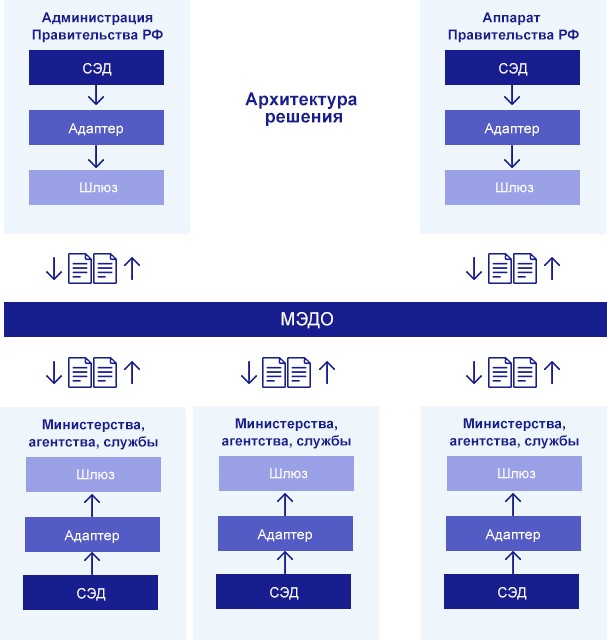 Администрация
Правительства РФ
СЭД
Адаптер
Шлюз
Архитектура
решения
Аппарат
Правительства РФ
СЭД
Адаптер
Шлюз
МЭДО
Министерства,
агентства, службы
Шлюз
Адаптер
СЭД
Министерства,
агентства, службы
Шлюз
Адаптер
СЭД
Министерства,
агентства, службы
Шлюз
Адаптер
СЭД